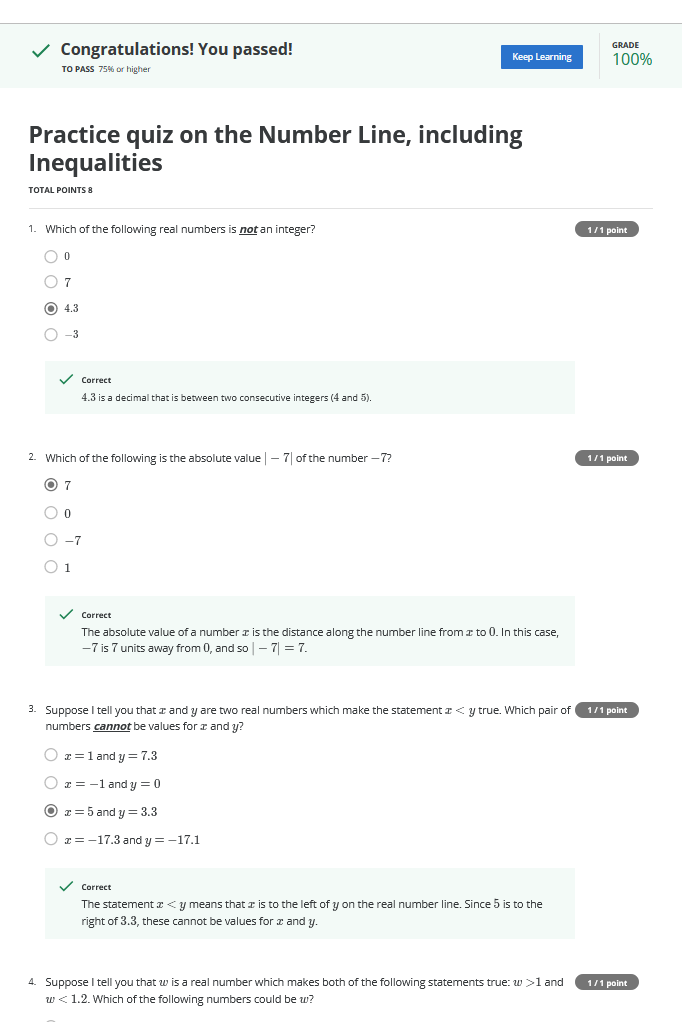 Congratulations! You passed!
TO PASS 75% or higher
Keep Learning
GRADE
100%
Practice quiz on the Number Line, including
Inequalities
TOTAL POINTS 8
1. Which of the following real numbers is not an integer?
1 / 1 point
0
7
4.3
−3
Correct
4.3 is a decimal that is between two consecutive integers (4 and 5).
2. Which of the following is the absolute value | − 7| of the number −7?
1 / 1 point
7
0
−7
1
Correct
The absolute value of a number x is the distance along the number line from x to 0. In this case,
−7 is 7 units away from 0, and so | − 7| = 7.
3. Suppose I tell you that x and y are two real numbers which make the statement x < y true. Which pair of
numbers cannot be values for x and y?
1 / 1 point
x = 1 and y = 7.3
x = −1 and y = 0
x = 5 and y = 3.3
x = −17.3 and y = −17.1
Correct
The statement x < y means that x is to the left of y on the real number line. Since 5 is to the
right of 3.3, these cannot be values for x and y.
4. Suppose I tell you that w is a real number which makes both of the following statements true: w >1 and
w < 1.2. Which of the following numbers could be w?
1 / 1 point